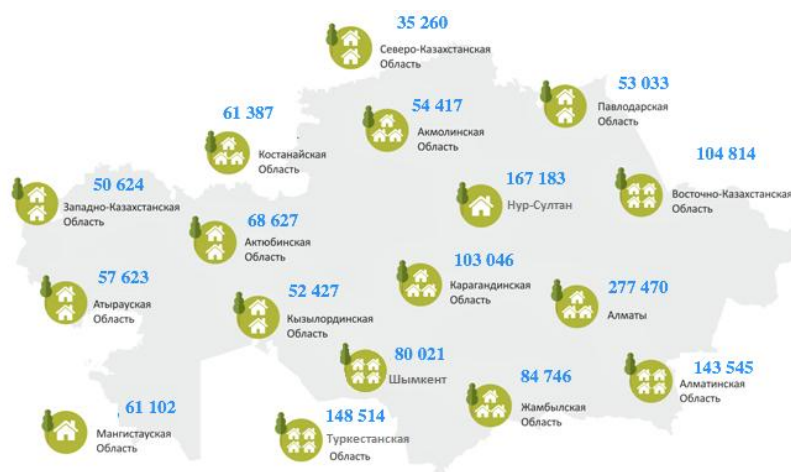 35 260
Северо-Казахстанская
Область
53 033
Павлодарская
Область
54 417
Акмолинская
Область
61 387
Костанайская
Область
104 814
Восточно-Казахстанская
Область
167 183
Нур-Султан
50 624
Западно-Казахстанская
Область
68 627
Актюбинская
Область
103 046
Карагандинская
Область
57 623
Атырауская
Область
277 470
Алматы
52 427
Кызылординская
Область
80 021
Шымкент
143 545
Алматинская
Область
84 746
Жамбылская
Область
61 102
Мангистауская
Область
148 514
Туркестанская
Область